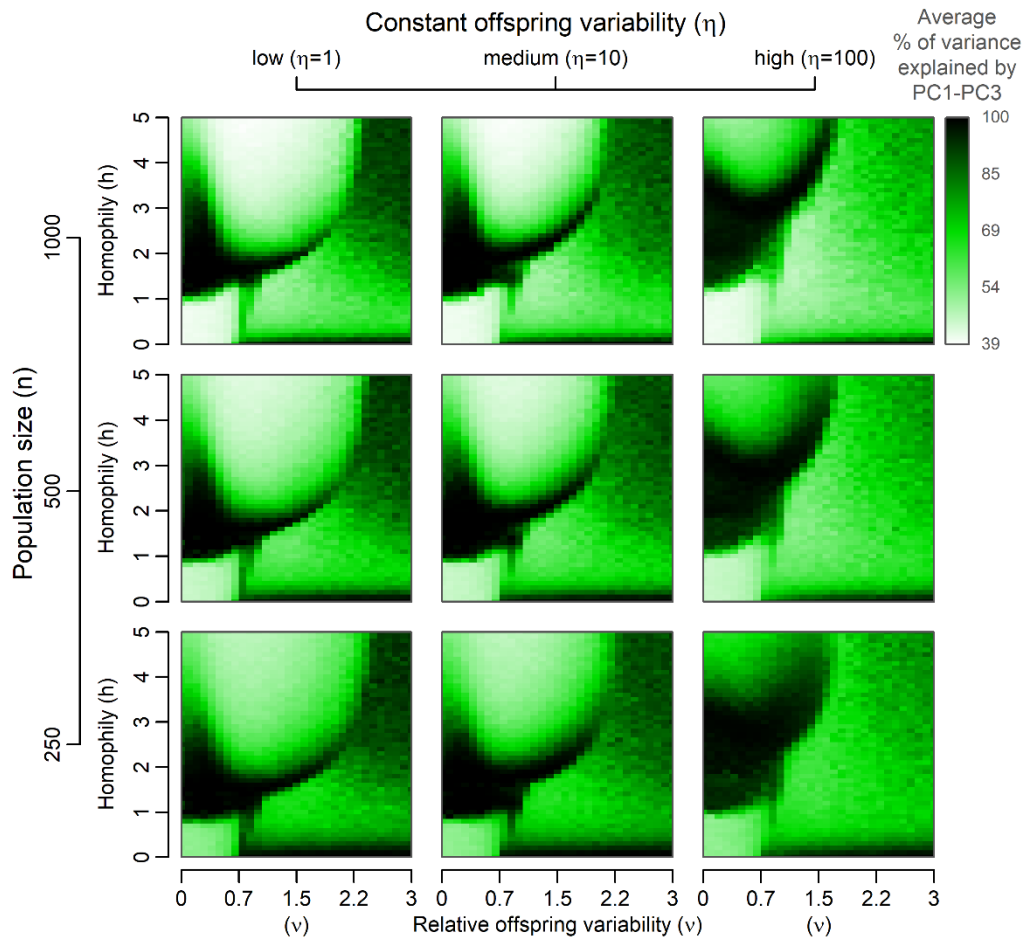 Constant offspring variability (η)
low (η=1)
medium (η=10)
high (η=100)
Average
% of variance
explained by
PC1-PC3
100
85
69
54
39
Population size (n)
1000
500
250
Homophily (h)
5
4
3
2
1
0
Homophily (h)
5
4
3
2
1
0
Homophily (h)
5
4
3
2
1
0
0 0.7 1.5 2.2 3
0 0.7 1.5 2.2 3
0 0.7 1.5 2.2 3
(ν)
Relative offspring variability (ν)
(ν)